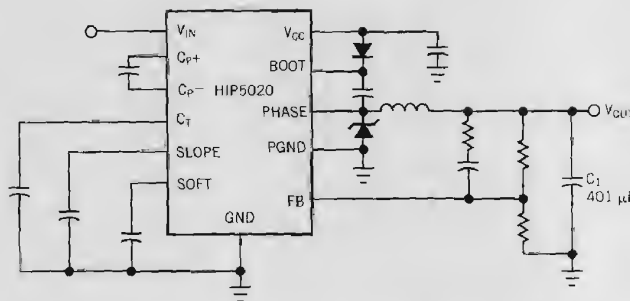 V_IN
C_P+
C_P− HIP5020
C_T
SLOPE
SOFT
GND
V_CC
BOOT
PHASE
PGND
FB
V_OUT
C_1
401 μ